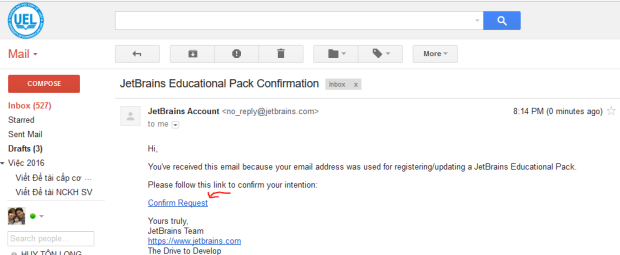 UEL
Mail
More
COMPOSE
Inbox (527)
Starred
Sent Mail
Drafts (3)
Việc 2016
Viết Đề tài cấp cơ ...
Viết ĐỀ tài NCKH SV
Search people...
HUY TÔN LONG
JetBrains Educational Pack Confirmation
Inbox x
JetBrains Account <no_reply@jetbrains.com>
8:14 PM (0 minutes ago)
to me
Hi,
You've received this email because your email address was used for registering/updating a JetBrains Educational Pack.
Please follow this link to confirm your intention:
Confirm Request
Yours truly,
JetBrains Team
https://www.jetbrains.com
The Drive to Develop